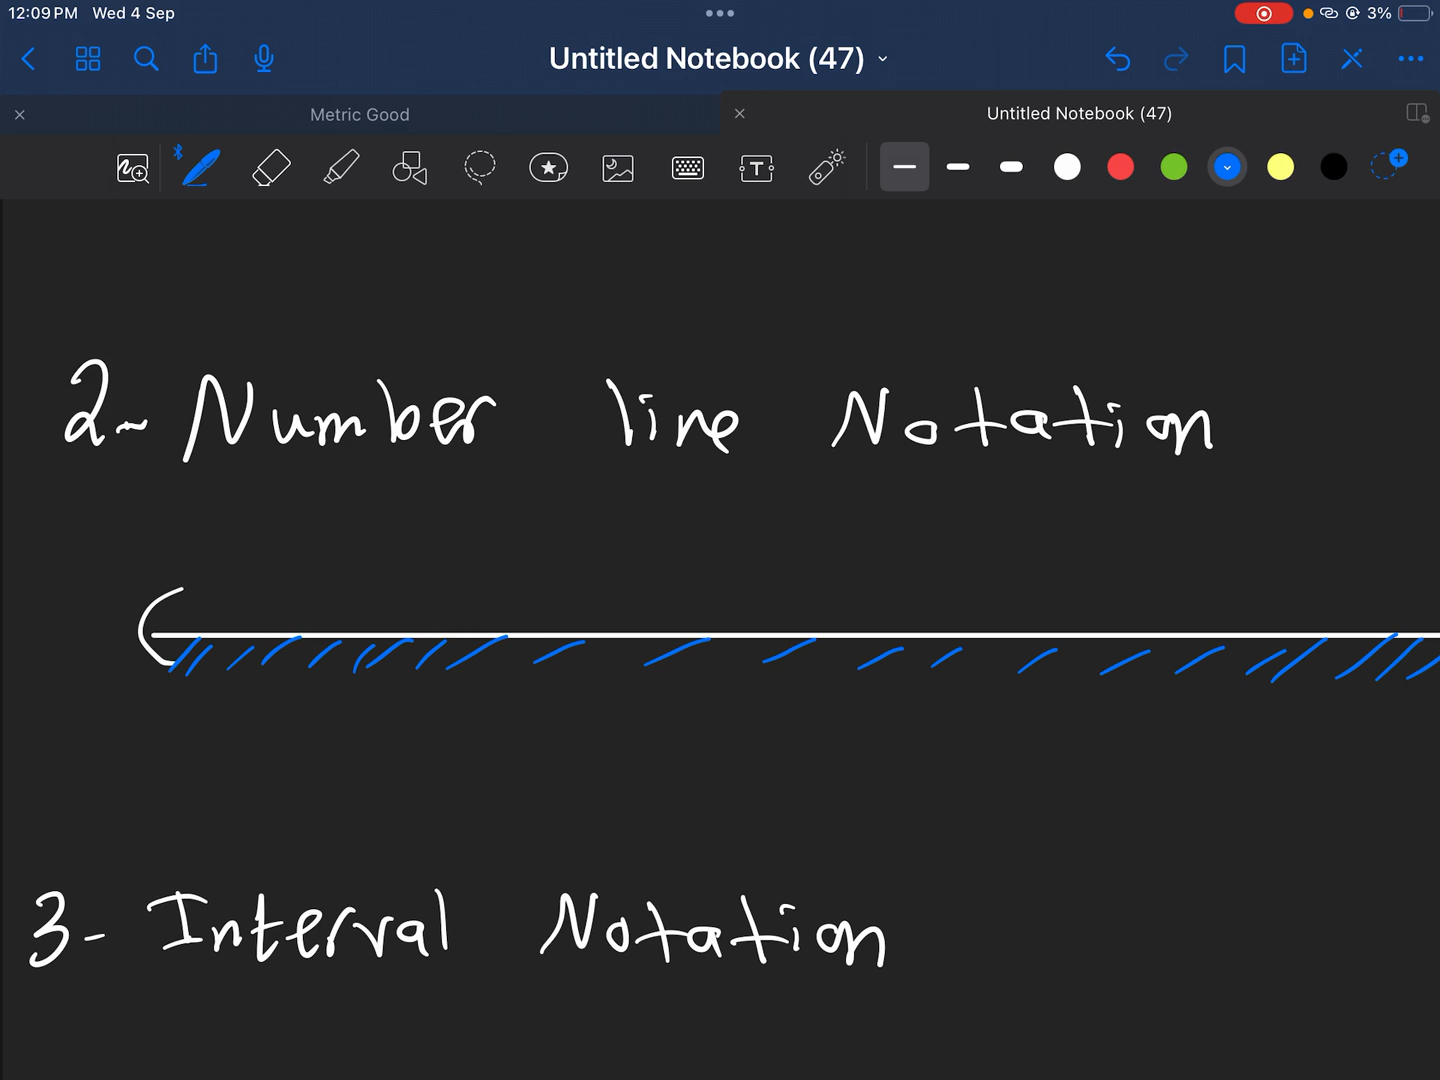 12:09 PM Wed 4 Sep
3%
Untitled Notebook (47)
Metric Good
Untitled Notebook (47)
T
2- Number line Notation
3- Interval Notation